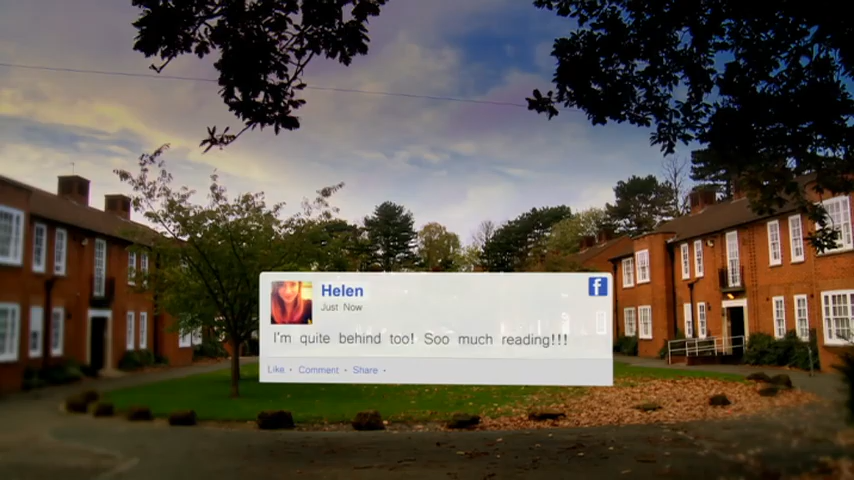 Helen
Just Now
I'm quite behind too! Soo much reading!!!
Like · Comment · Share ·